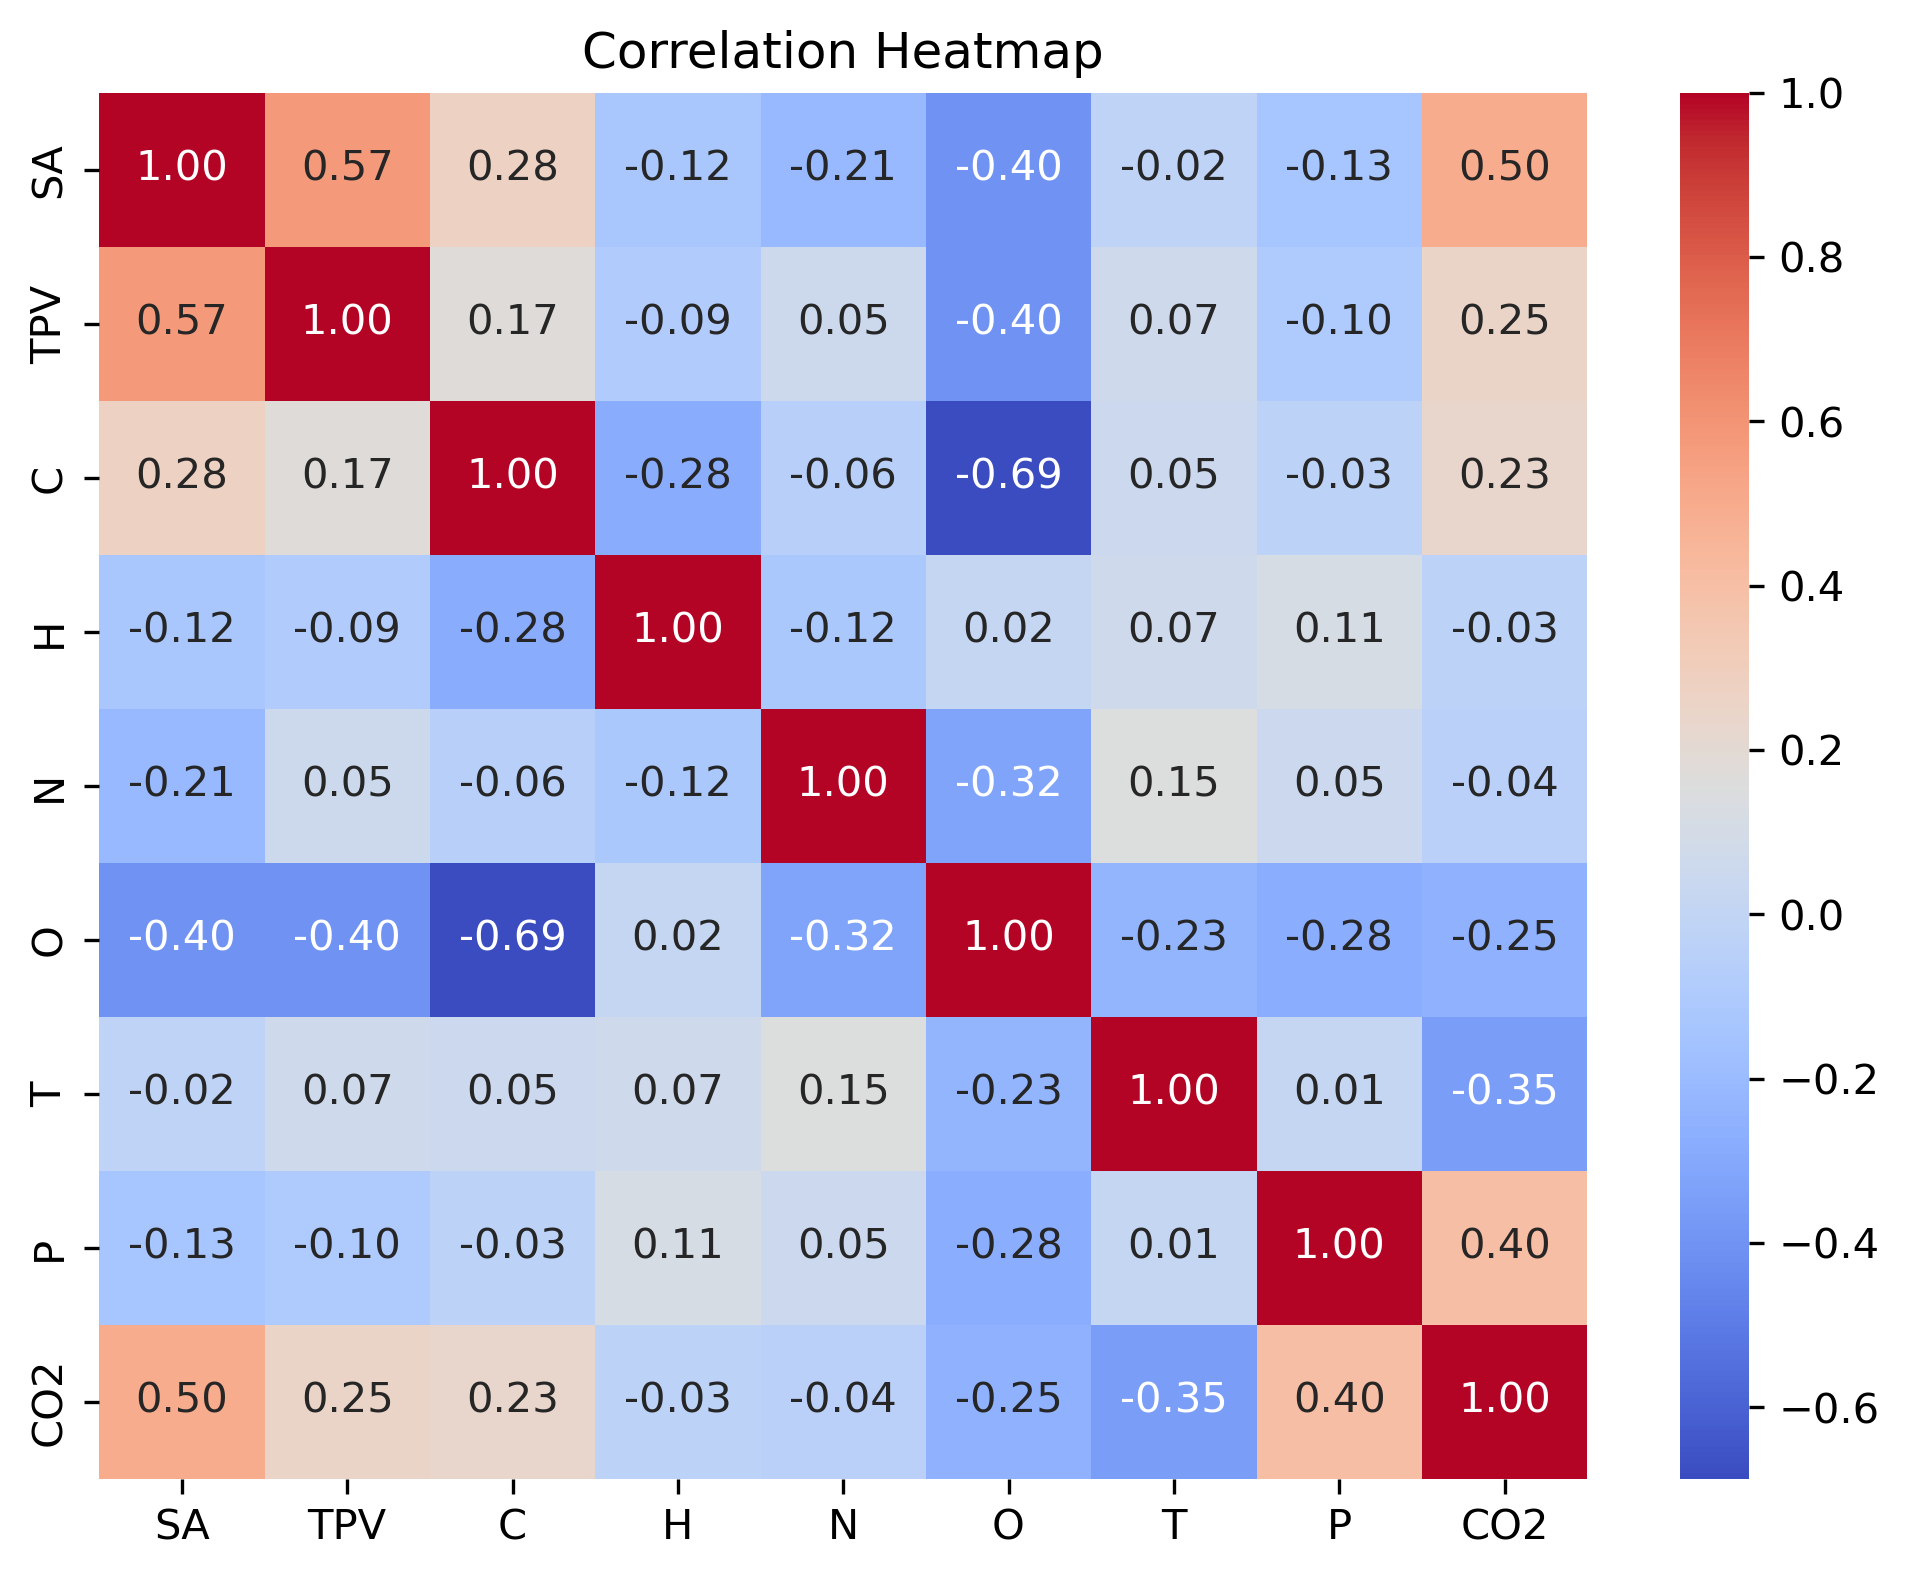 Correlation Heatmap
SA 1.00 0.57 0.28 -0.12 -0.21 -0.40 -0.02 -0.13 0.50
TPV 0.57 1.00 0.17 -0.09 0.05 -0.40 0.07 -0.10 0.25
C 0.28 0.17 1.00 -0.28 -0.06 -0.69 0.05 -0.03 0.23
H -0.12 -0.09 -0.28 1.00 -0.12 0.02 0.07 0.11 -0.03
N -0.21 0.05 -0.06 -0.12 1.00 -0.32 0.15 0.05 -0.04
O -0.40 -0.40 -0.69 0.02 -0.32 1.00 -0.23 -0.28 -0.25
T -0.02 0.07 0.05 0.07 0.15 -0.23 1.00 0.01 -0.35
P -0.13 -0.10 -0.03 0.11 0.05 -0.28 0.01 1.00 0.40
CO2 0.50 0.25 0.23 -0.03 -0.04 -0.25 -0.35 0.40 1.00
SA TPV C H N O T P CO2
1.0
0.8
0.6
0.4
0.2
0.0
−0.2
−0.4
−0.6